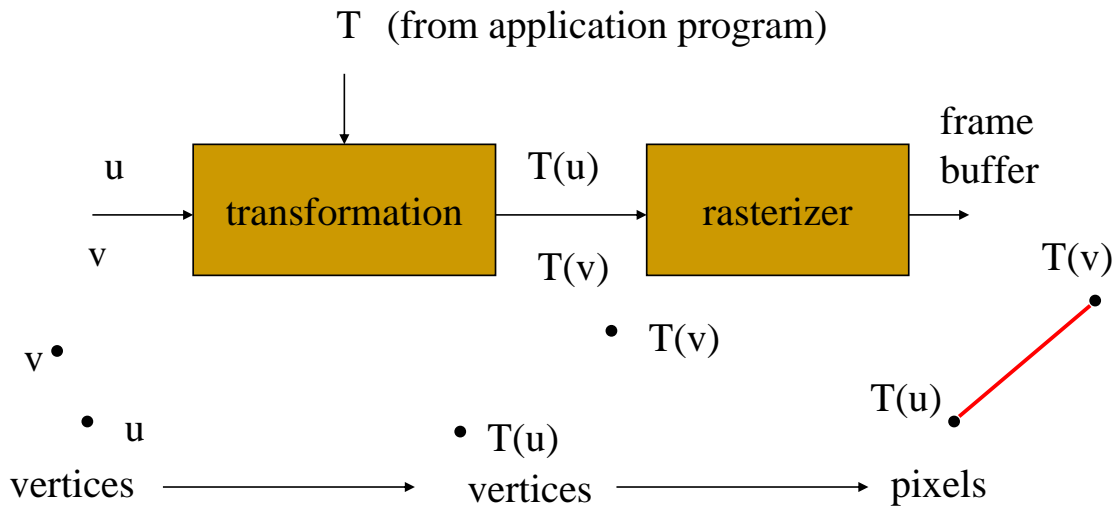 T (from application program)
frame
buffer
u
T(u)
transformation
rasterizer
v
T(v)
T(v)
v
T(v)
T(u)
u
T(u)
vertices
vertices
pixels